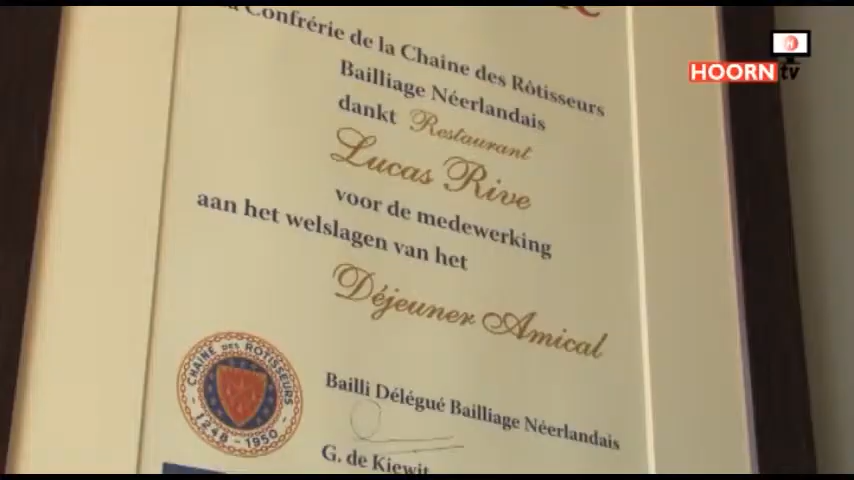 Confrérie de la Chaine des Rôtisseurs
Bailliage Néerlandais
dankt Restaurant
Lucas Rive
voor de medewerking
aan het welslagen van het
Déjeuner Amical
CHAINE DES ROTISSEURS
1248 - 1950
Bailli Délégué Bailliage Néerlandais
G. de Kiewit
HOORN tv